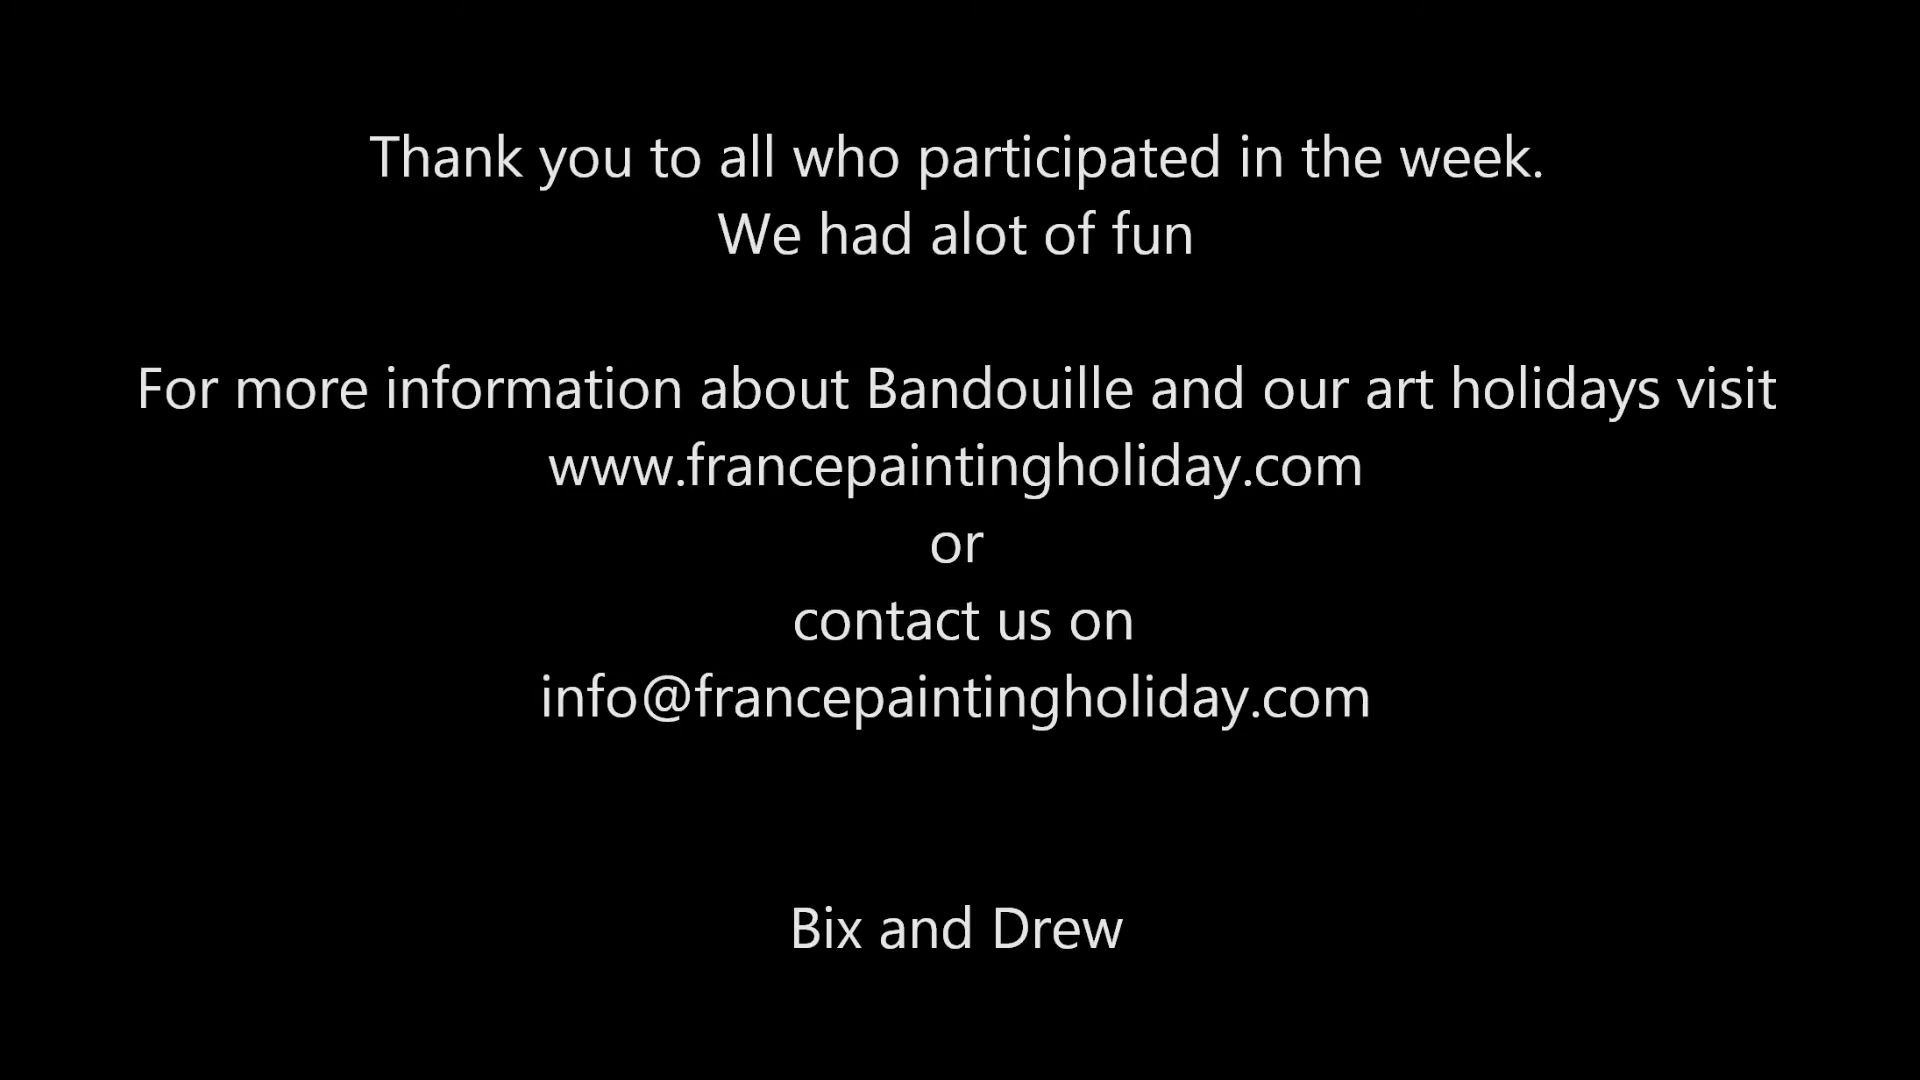 Thank you to all who participated in the week.
We had alot of fun
For more information about Bandouille and our art holidays visit
www.francepaintingholiday.com
or
contact us on
info@francepaintingholiday.com
Bix and Drew